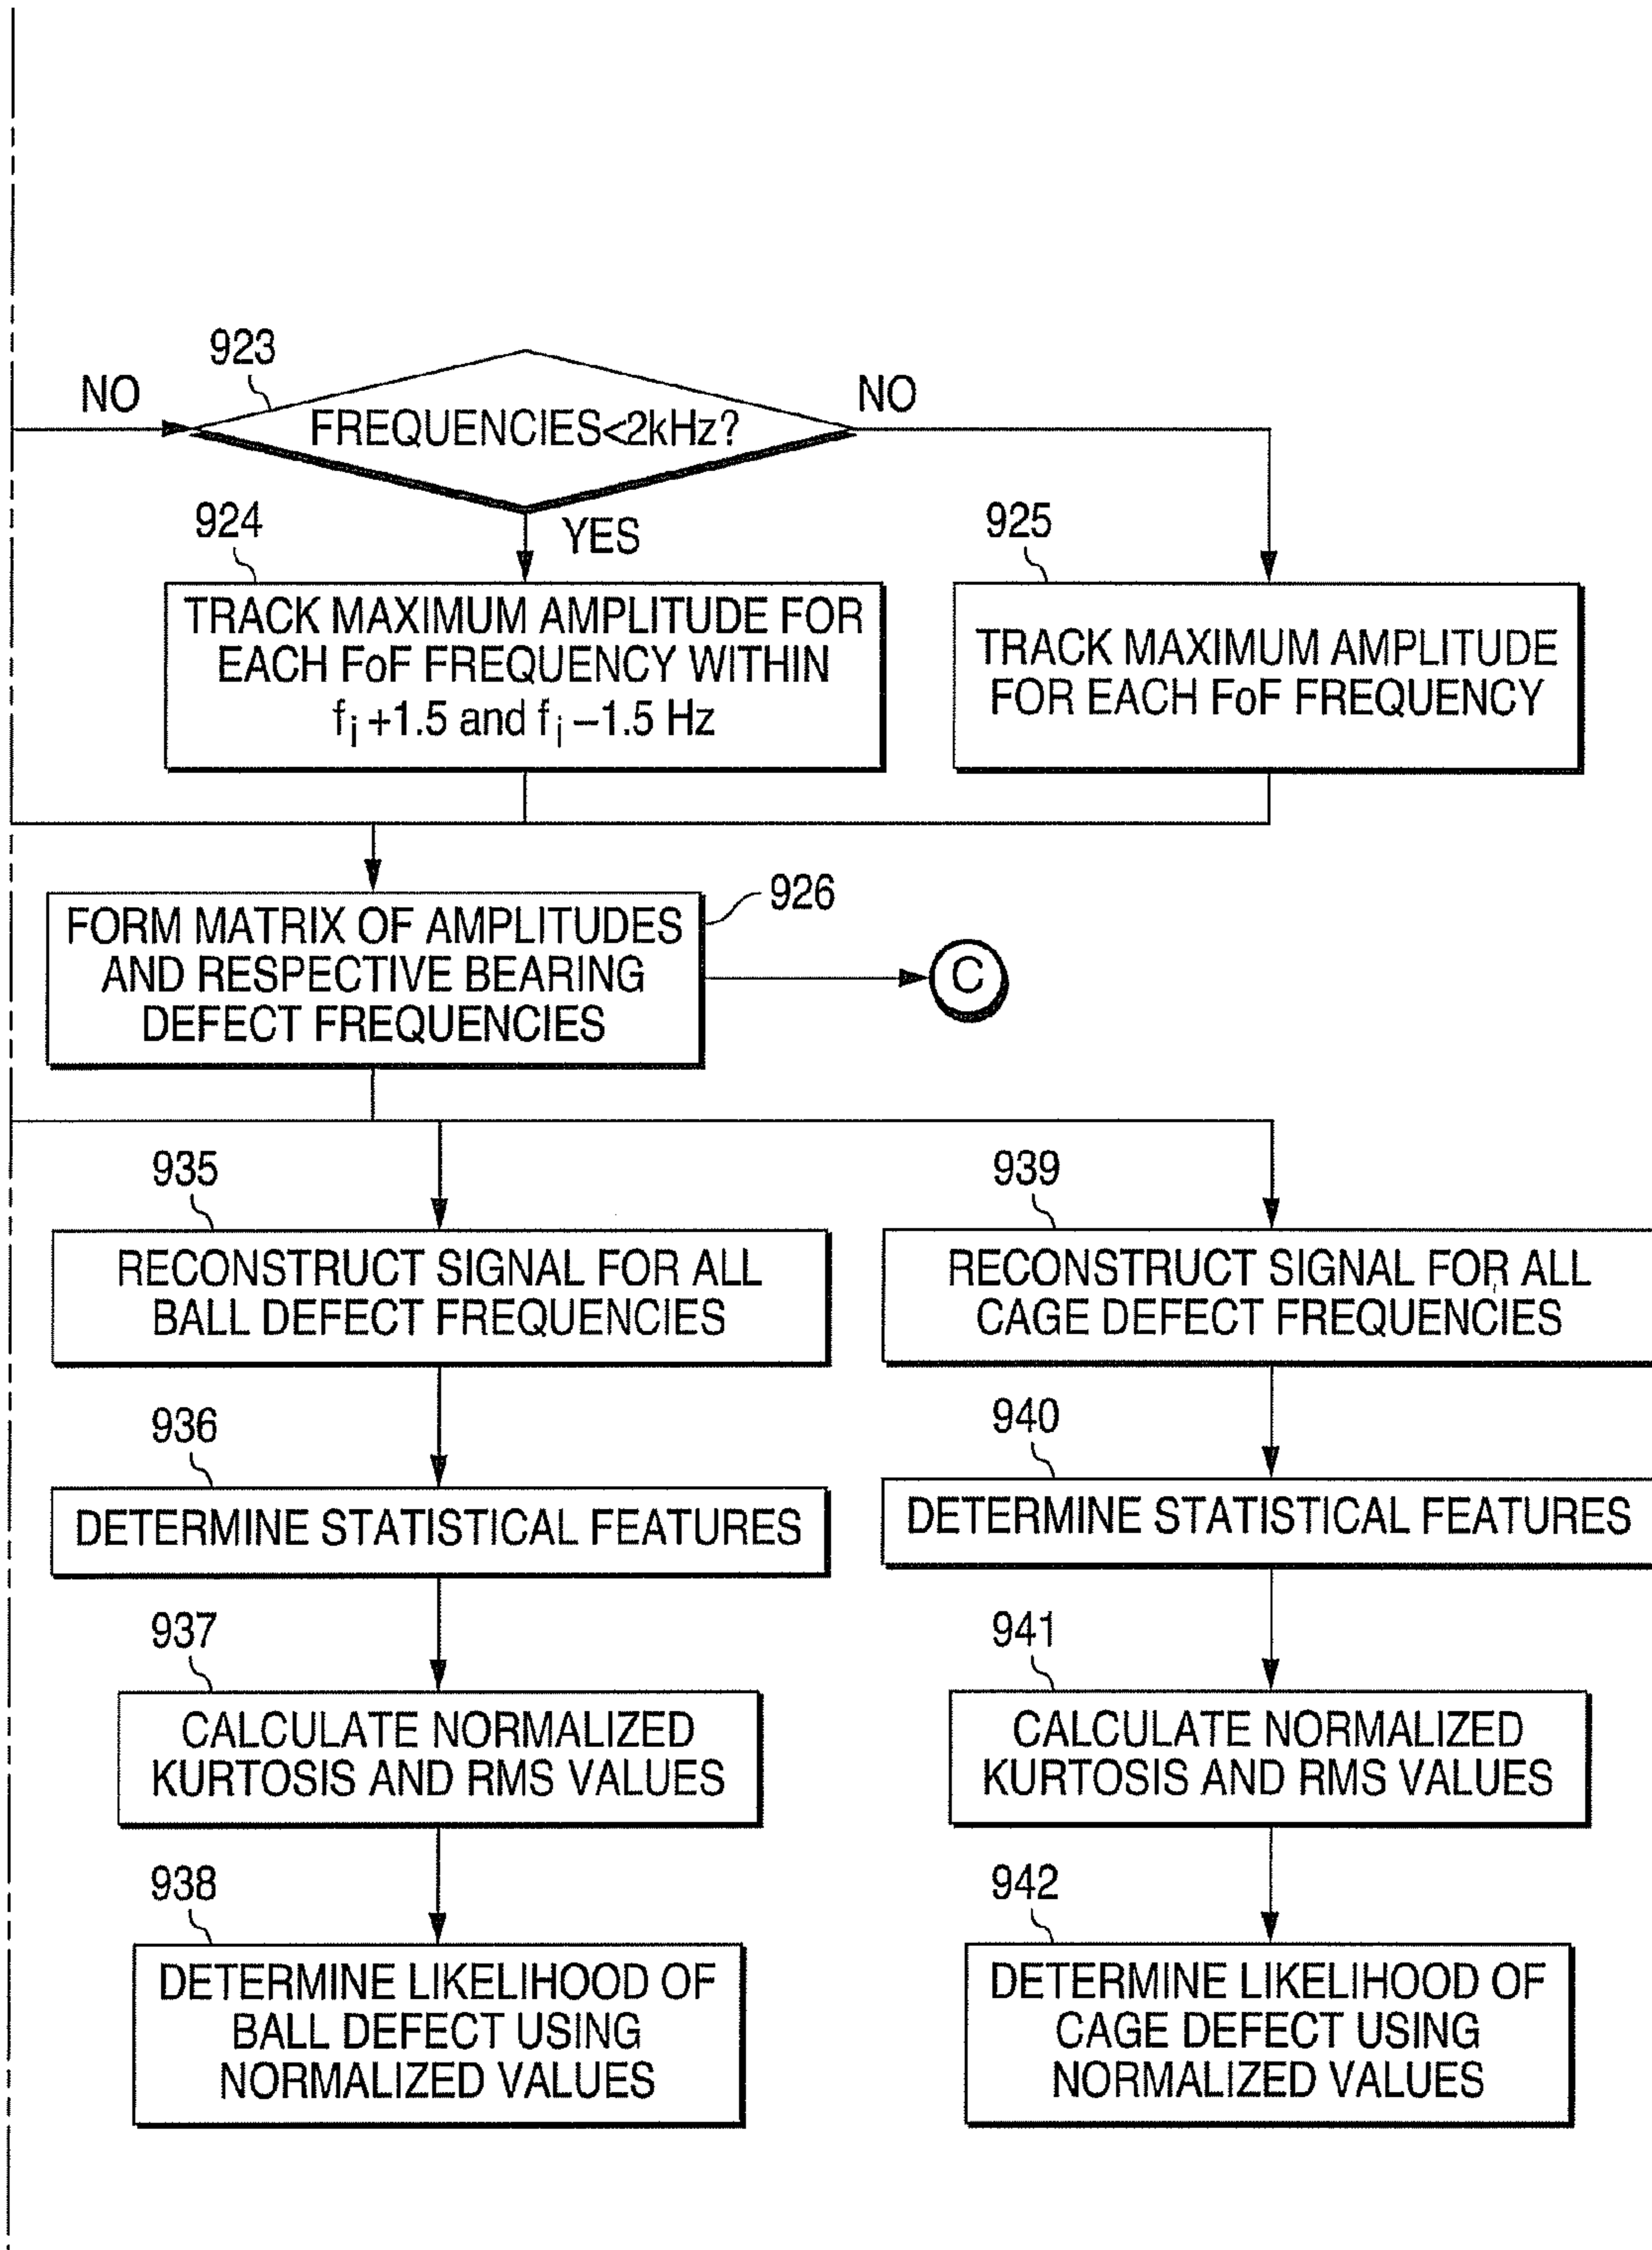 923
NO
FREQUENCIES<2kHz?
NO
924
YES
925
TRACK MAXIMUM AMPLITUDE FOR
EACH FoF FREQUENCY WITHIN
fi +1.5 and fi −1.5 Hz
TRACK MAXIMUM AMPLITUDE
FOR EACH FoF FREQUENCY
926
FORM MATRIX OF AMPLITUDES
AND RESPECTIVE BEARING
DEFECT FREQUENCIES
C
935
RECONSTRUCT SIGNAL FOR ALL
BALL DEFECT FREQUENCIES
936
DETERMINE STATISTICAL FEATURES
937
CALCULATE NORMALIZED
KURTOSIS AND RMS VALUES
938
DETERMINE LIKELIHOOD OF
BALL DEFECT USING
NORMALIZED VALUES
939
RECONSTRUCT SIGNAL FOR ALL
CAGE DEFECT FREQUENCIES
940
DETERMINE STATISTICAL FEATURES
941
CALCULATE NORMALIZED
KURTOSIS AND RMS VALUES
942
DETERMINE LIKELIHOOD OF
CAGE DEFECT USING
NORMALIZED VALUES